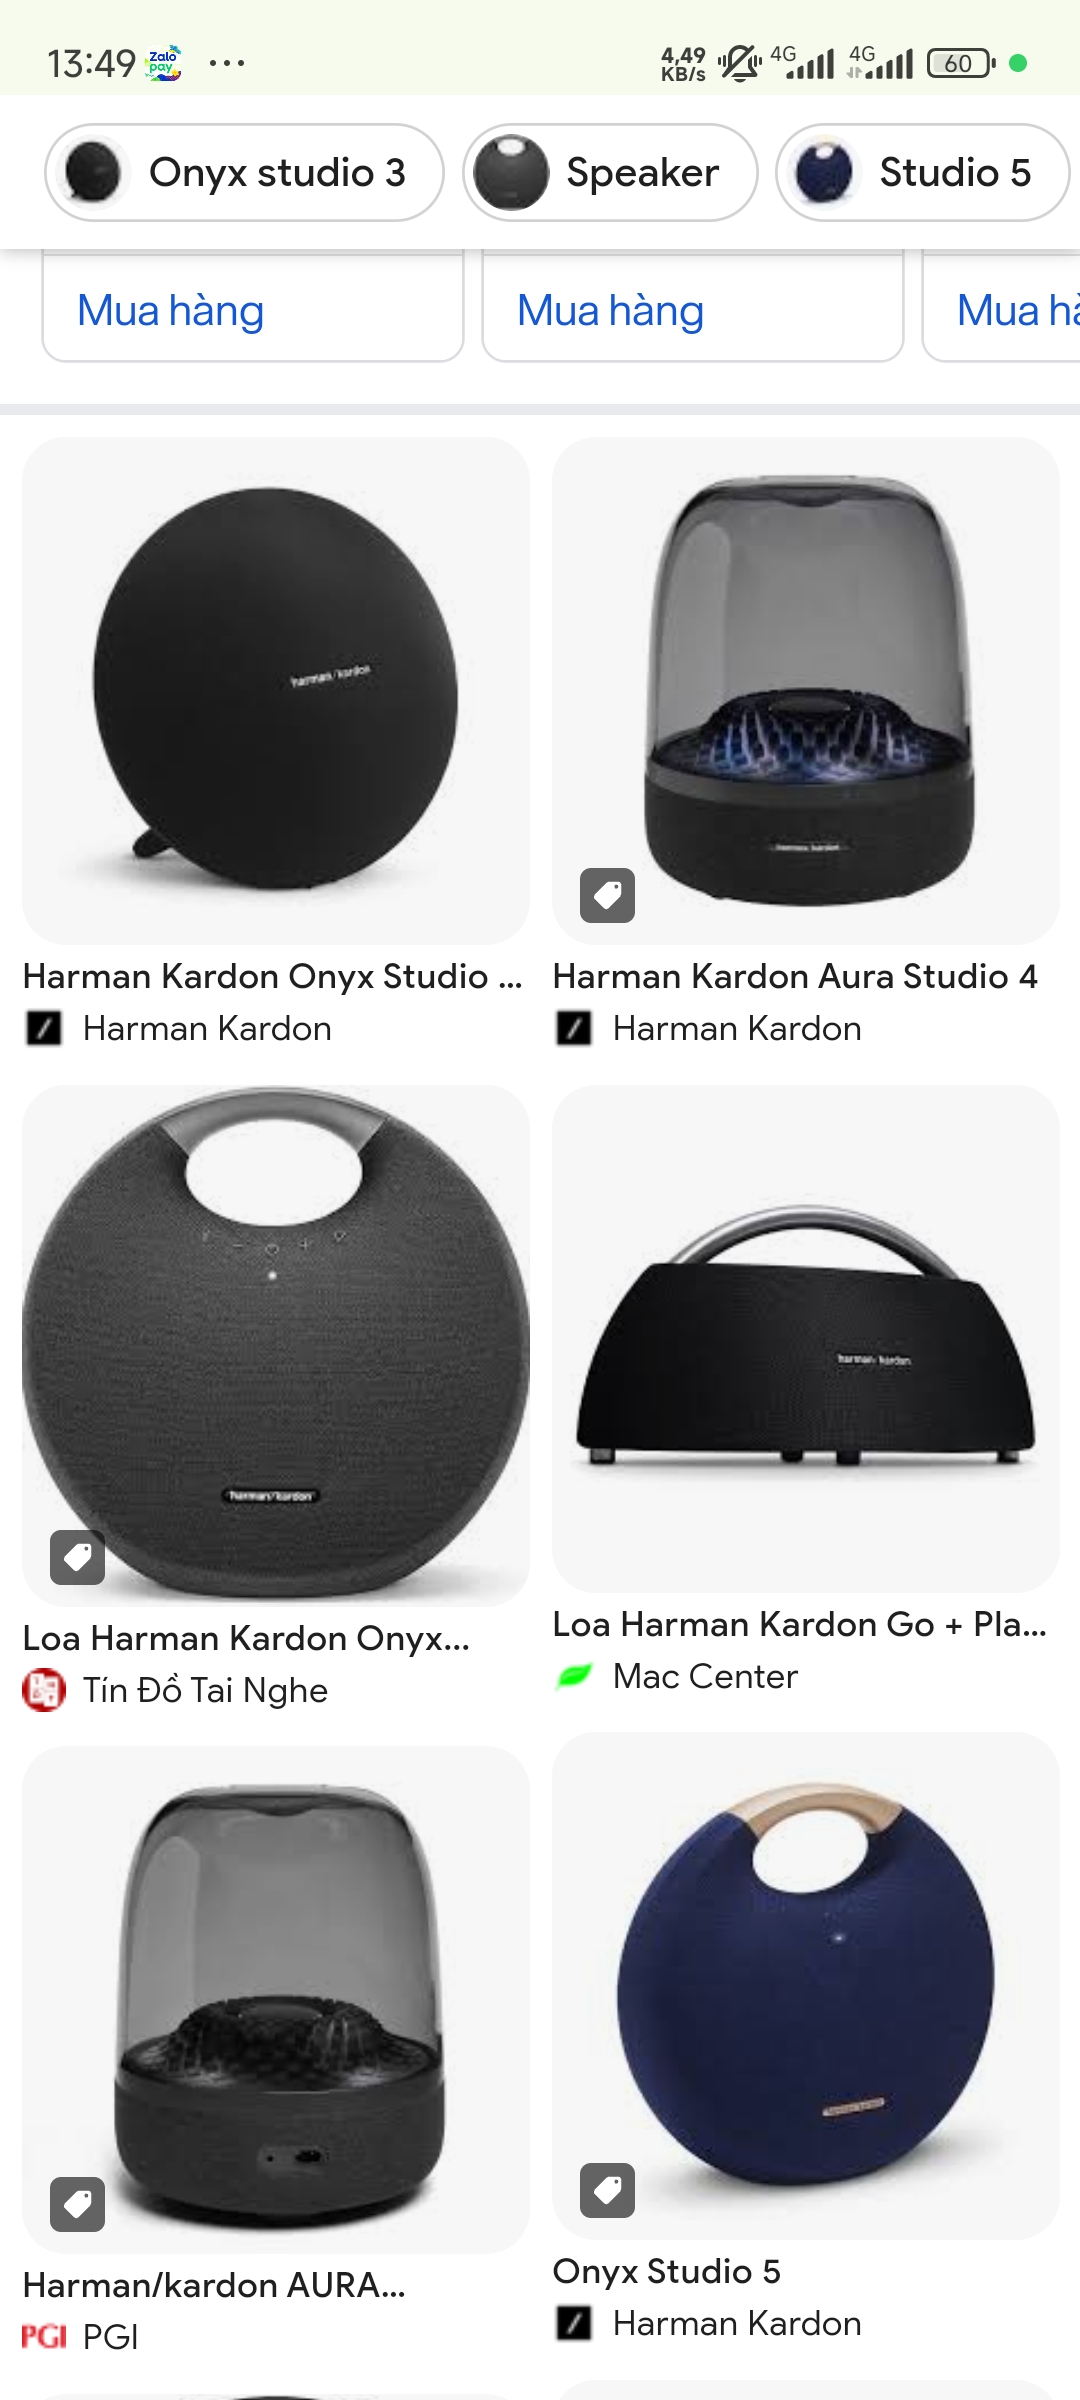 13:49 Zalo pay ... 4,49 KB/s 4G 4G 60
Onyx studio 3 Speaker Studio 5
Mua hàng Mua hàng Mua hà
harman/kardon
harman/kardon
Harman Kardon Onyx Studio ... Harman Kardon Aura Studio 4
Harman Kardon Harman Kardon
harman/kardon
harman/kardon
Loa Harman Kardon Onyx... Loa Harman Kardon Go + Pla...
Tín Đồ Tai Nghe Mac Center
Harman/kardon AURA... Onyx Studio 5
PGI PGI Harman Kardon